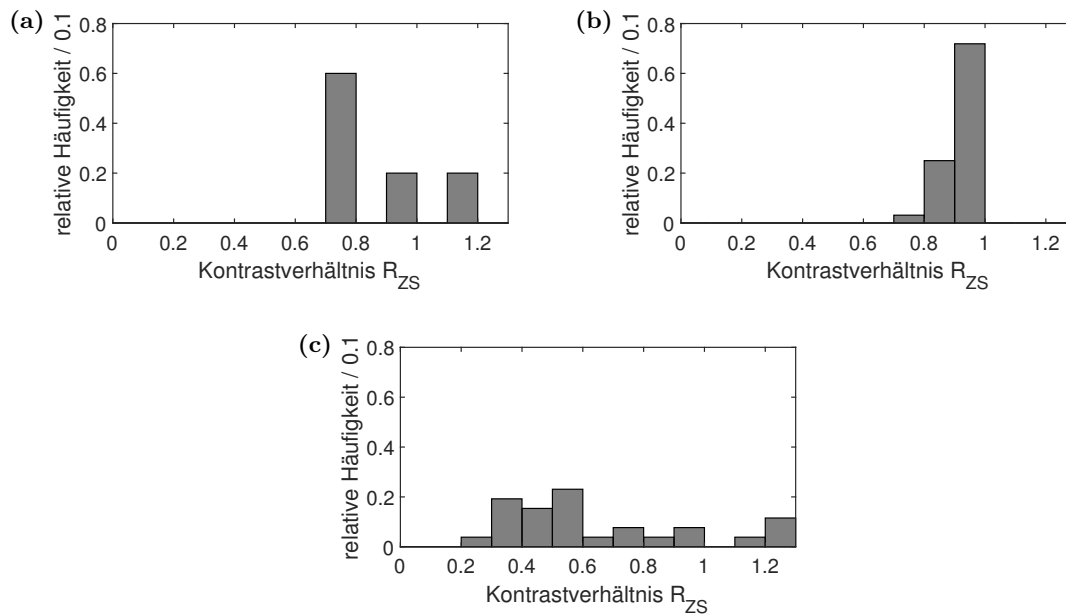 (a)
relative Häufigkeit / 0.1
0.8
0.6
0.4
0.2
0
0 0.2 0.4 0.6 0.8 1 1.2
Kontrastverhältnis R_ZS
(b)
relative Häufigkeit / 0.1
0.8
0.6
0.4
0.2
0
0 0.2 0.4 0.6 0.8 1 1.2
Kontrastverhältnis R_ZS
(c)
relative Häufigkeit / 0.1
0.8
0.6
0.4
0.2
0
0 0.2 0.4 0.6 0.8 1 1.2
Kontrastverhältnis R_ZS